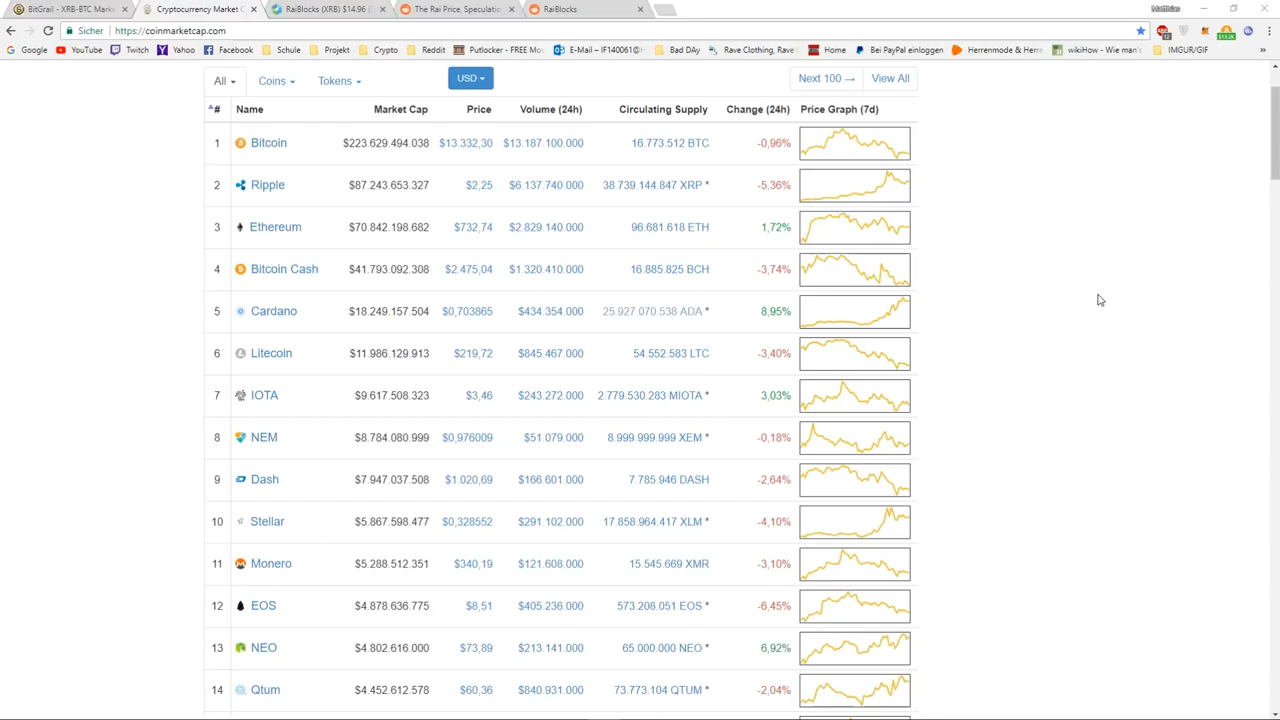 BitGrail - XRB-BTC Marke
Cryptocurrency Market C
RaiBlocks (XRB) $14.96 (
The Rai Price, Speculatio
RaiBlocks
Matthias
Sicher
https://coinmarketcap.com
Google YouTube Twitch Yahoo Facebook Schule Projekt Crypto Reddit Putlocker - FREE Mov E-Mail – IF140061@H Bad Day Rave Clothing, Rave Home Bei PayPal einloggen Herrenmode & Herre wikiHow - Wie man's IMGUR/GIF
All Coins Tokens USD Next 100 → View All
# Name Market Cap Price Volume (24h) Circulating Supply Change (24h) Price Graph (7d)
1 Bitcoin $223.629.494.038 $13.332,30 $13.187.100.000 16.773.512 BTC -0,96%
2 Ripple $87.243.653.327 $2,25 $6.137.740.000 38.739.144.847 XRP * -5,36%
3 Ethereum $70.842.198.682 $732,74 $2.829.140.000 96.681.618 ETH 1,72%
4 Bitcoin Cash $41.793.092.308 $2.475,04 $1.320.410.000 16.885.825 BCH -3,74%
5 Cardano $18.249.157.504 $0,703865 $434.354.000 25.927.070.538 ADA * 8,95%
6 Litecoin $11.986.129.913 $219,72 $845.467.000 54.552.583 LTC -3,40%
7 IOTA $9.617.508.323 $3,46 $243.272.000 2.779.530.283 MIOTA * 3,03%
8 NEM $8.784.080.999 $0,976009 $51.079.000 8.999.999.999 XEM * -0,18%
9 Dash $7.947.037.508 $1.020,69 $166.601.000 7.785.946 DASH -2,64%
10 Stellar $5.867.598.477 $0,328552 $291.102.000 17.858.964.417 XLM * -4,10%
11 Monero $5.288.512.351 $340,19 $121.608.000 15.545.669 XMR -3,10%
12 EOS $4.878.636.775 $8,51 $405.236.000 573.208.051 EOS * -6,45%
13 NEO $4.802.616.000 $73,89 $213.141.000 65.000.000 NEO * 6,92%
14 Qtum $4.452.612.578 $60,36 $840.931.000 73.773.104 QTUM * -2,04%